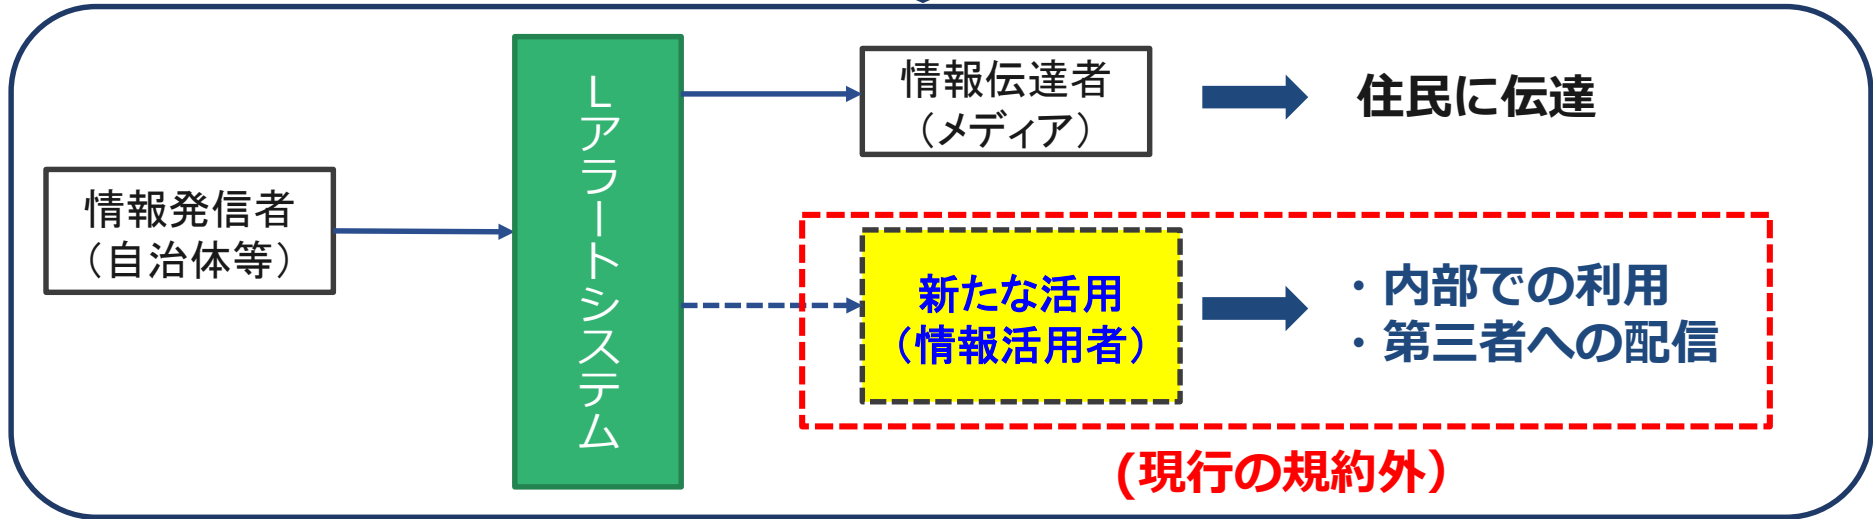 情報発信者
（自治体等）
Lアラートシステム
情報伝達者
（メディア）
住民に伝達
新たな活用
（情報活用者）
・内部での利用
・第三者への配信
(現行の規約外）